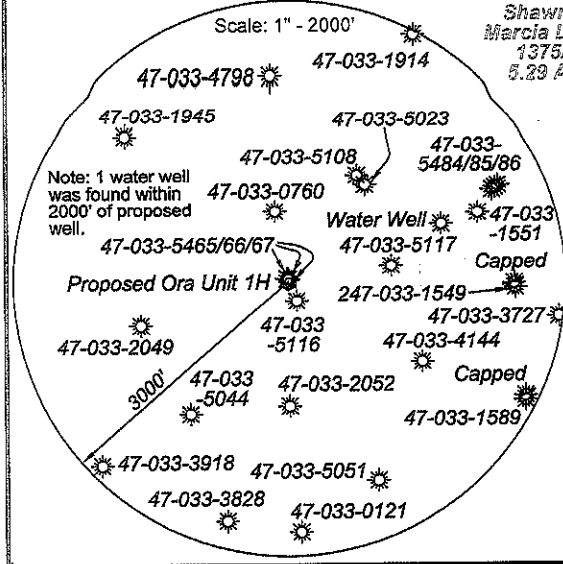 Scale: 1" - 2000'
Shawn
Marcia L
1375/
5.29 A
47-033-1914
47-033-4798
47-033-1945
47-033-5023
47-033-5108
47-033-
5484/85/86
Note: 1 water well
was found within
2000' of proposed
well.
47-033-0760
Water Well
47-033
-1551
47-033-5465/66/67
47-033-5117
Capped
Proposed Ora Unit 1H
247-033-1549
47-033-3727
47-033
-5116
47-033-2049
47-033-4144
3000'
47-033
-5044
47-033-2052
Capped
47-033-1589
47-033-3918
47-033-5051
47-033-3828
47-033-0121